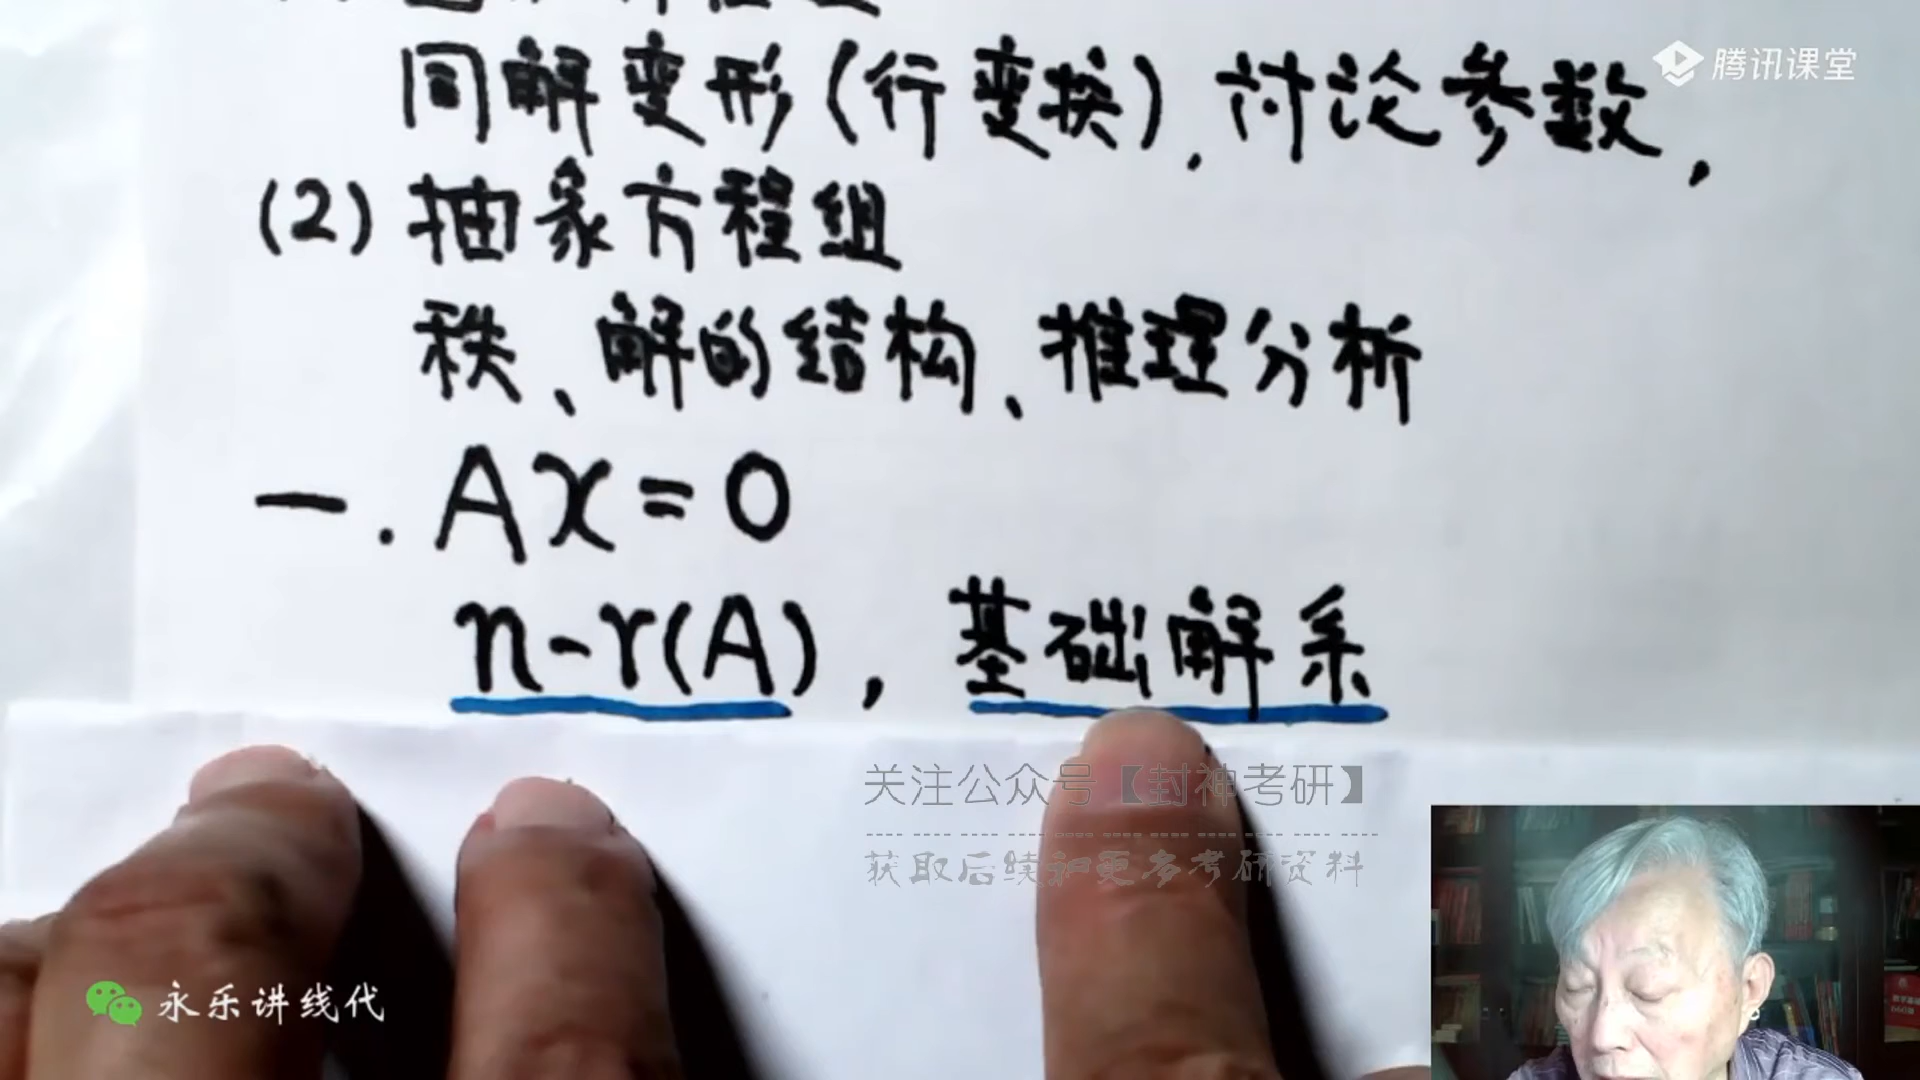 腾讯课堂
同解变形(行变换),讨论参数,
(2) 抽象方程组
秩、解的结构、推理分析
一. Ax=0
n-r(A), 基础解系
关注公众号【封神考研】
获取后续和更多考研资料
永乐讲线代